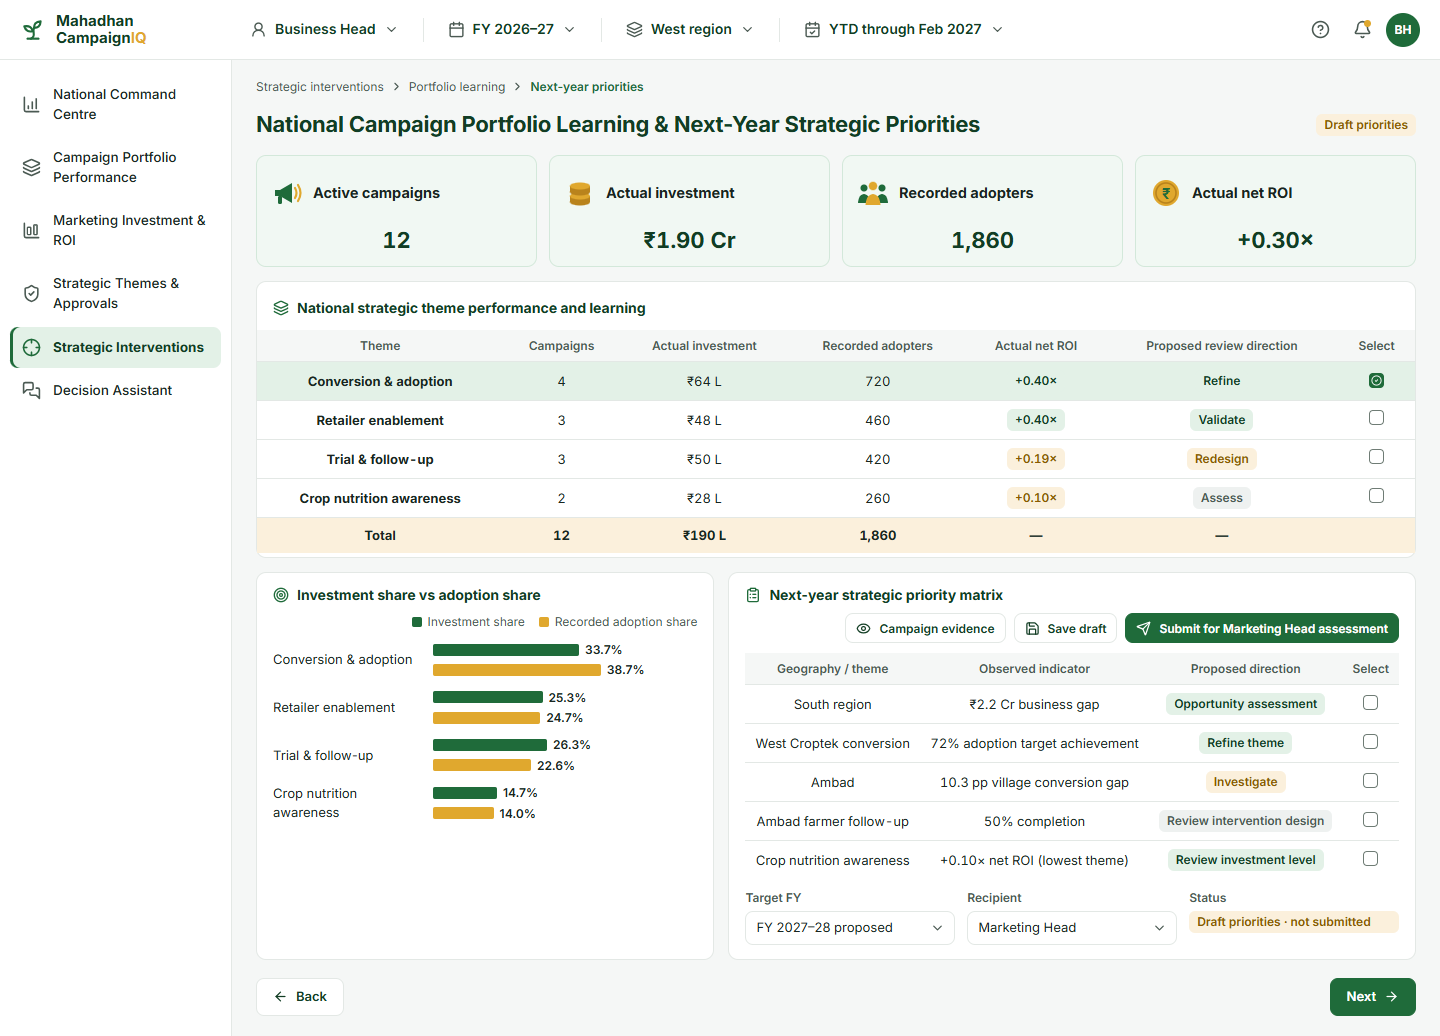 Mahadhan
CampaignIQ
Business Head
FY 2026–27
West region
YTD through Feb 2027
BH
National Command
Centre
Campaign Portfolio
Performance
Marketing Investment &
ROI
Strategic Themes &
Approvals
Strategic Interventions
Decision Assistant
Strategic interventions > Portfolio learning > Next-year priorities
National Campaign Portfolio Learning & Next-Year Strategic Priorities
Draft priorities
Active campaigns
12
Actual investment
₹1.90 Cr
Recorded adopters
1,860
₹
Actual net ROI
+0.30×
National strategic theme performance and learning
Theme Campaigns Actual investment Recorded adopters Actual net ROI Proposed review direction Select
Conversion & adoption 4 ₹64 L 720 +0.40× Refine
Retailer enablement 3 ₹48 L 460 +0.40× Validate
Trial & follow-up 3 ₹50 L 420 +0.19× Redesign
Crop nutrition awareness 2 ₹28 L 260 +0.10× Assess
Total 12 ₹190 L 1,860 — —
Investment share vs adoption share
Investment share Recorded adoption share
Conversion & adoption 33.7%
38.7%
Retailer enablement 25.3%
24.7%
Trial & follow-up 26.3%
22.6%
Crop nutrition
awareness 14.7%
14.0%
Next-year strategic priority matrix
Campaign evidence Save draft Submit for Marketing Head assessment
Geography / theme Observed indicator Proposed direction Select
South region ₹2.2 Cr business gap Opportunity assessment
West Croptek conversion 72% adoption target achievement Refine theme
Ambad 10.3 pp village conversion gap Investigate
Ambad farmer follow-up 50% completion Review intervention design
Crop nutrition awareness +0.10× net ROI (lowest theme) Review investment level
Target FY Recipient Status
FY 2027–28 proposed Marketing Head Draft priorities · not submitted
Back
Next